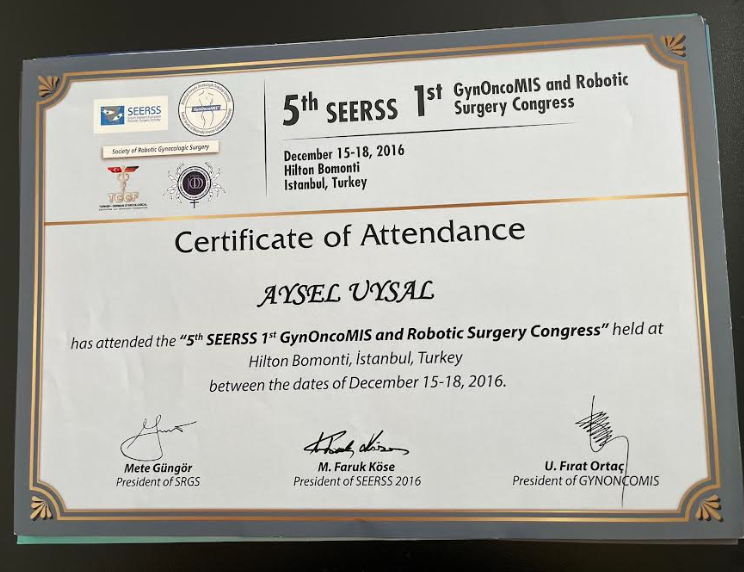 SEERSS
GynOncoMIS
Society of Robotic Gynecologic Surgery
5th SEERSS 1st GynOncoMIS and Robotic
Surgery Congress
December 15-18, 2016
Hilton Bomonti
Istanbul, Turkey
Certificate of Attendance
AYSEL UYSAL
has attended the "5th SEERSS 1st GynOncoMIS and Robotic Surgery Congress" held at
Hilton Bomonti, İstanbul, Turkey
between the dates of December 15-18, 2016.
Mete Güngör
President of SRGS
M. Faruk Köse
President of SEERSS 2016
U. Fırat Ortaç
President of GYNONCOMIS